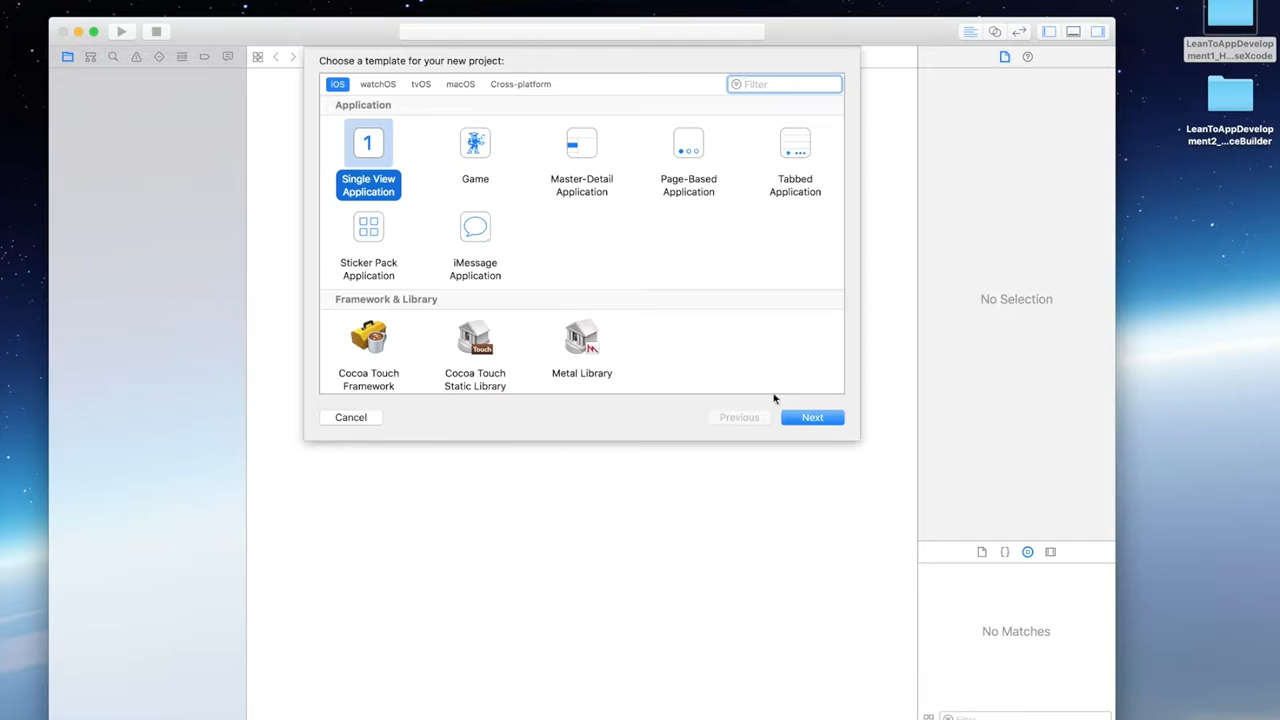 LeanToAppDevelop
ment1_H...seXcode
LeanToAppDevelop
ment2_...ceBuilder
Choose a template for your new project:
iOS watchOS tvOS macOS Cross-platform
Filter
Application
1
Single View
Application
Game
Master-Detail
Application
Page-Based
Application
Tabbed
Application
Sticker Pack
Application
iMessage
Application
Framework & Library
Touch
Cocoa Touch
Framework
Cocoa Touch
Static Library
Metal Library
Cancel
Previous
Next
No Selection
{}
No Matches
Filter